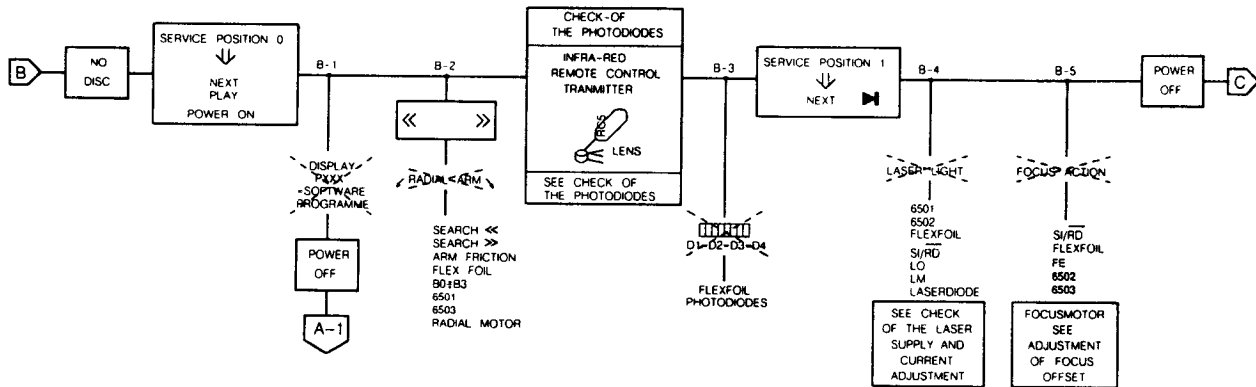 B
NO
DISC
SERVICE POSITION 0
NEXT
PLAY
POWER ON
B-1
DISPLAY
PXXX
=SOFTWARE
PROGRAMME
POWER
OFF
A-1
B-2
<< >>
RADIAL ARM
SEARCH <<
SEARCH >>
ARM FRICTION
FLEX FOIL
B0÷B3
6501
6503
RADIAL MOTOR
CHECK-OF
THE PHOTODIODES
INFRA-RED
REMOTE CONTROL
TRANMITTER
RC5
LENS
SEE CHECK OF
THE PHOTODIODES
B-3
D1-D2-D3-D4
FLEXFOIL
PHOTODIODES
SERVICE POSITION 1
NEXT
B-4
LASER LIGHT
6501
6502
FLEXFOIL
SI/R̅D̅
LO
LM
LASERDIODE
SEE CHECK
OF THE LASER
SUPPLY AND
CURRENT
ADJUSTMENT
B-5
FOCUS ACTION
SI/R̅D̅
FLEXFOIL
FE
6502
6503
FOCUSMOTOR
SEE
ADJUSTMENT
OF FOCUS
OFFSET
POWER
OFF
C